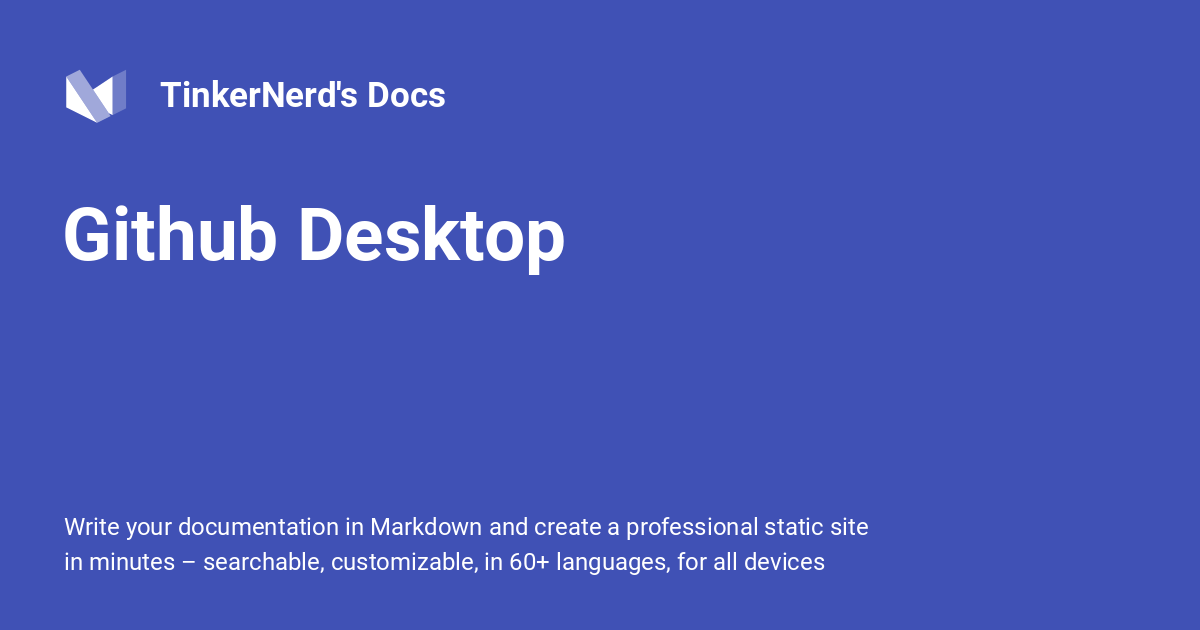 TinkerNerd's Docs
Github Desktop
Write your documentation in Markdown and create a professional static site
in minutes – searchable, customizable, in 60+ languages, for all devices